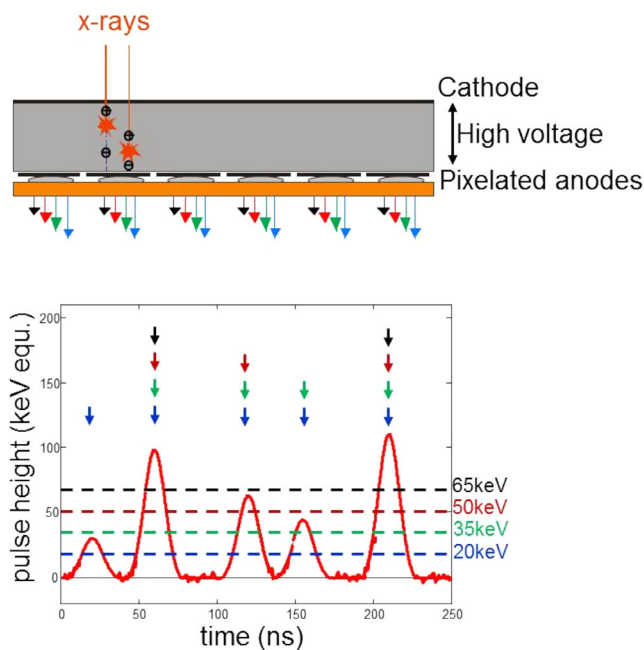 x-rays
Cathode
High voltage
Pixelated anodes
pulse height (keV equ.)
200
150
100
50
0
65keV
50keV
35keV
20keV
0 50 100 150 200 250
time (ns)